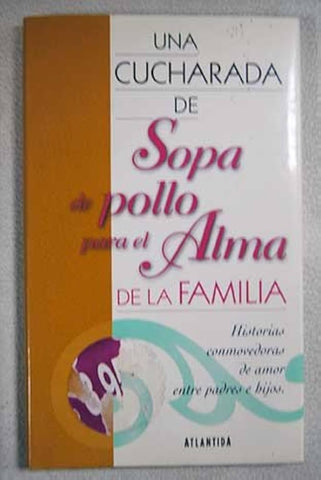 UNA
CUCHARADA
DE
Sopa
de pollo
para el Alma
DE LA FAMILIA
Historias
conmovedoras
de amor
entre padres e hijos.
ATLANTIDA